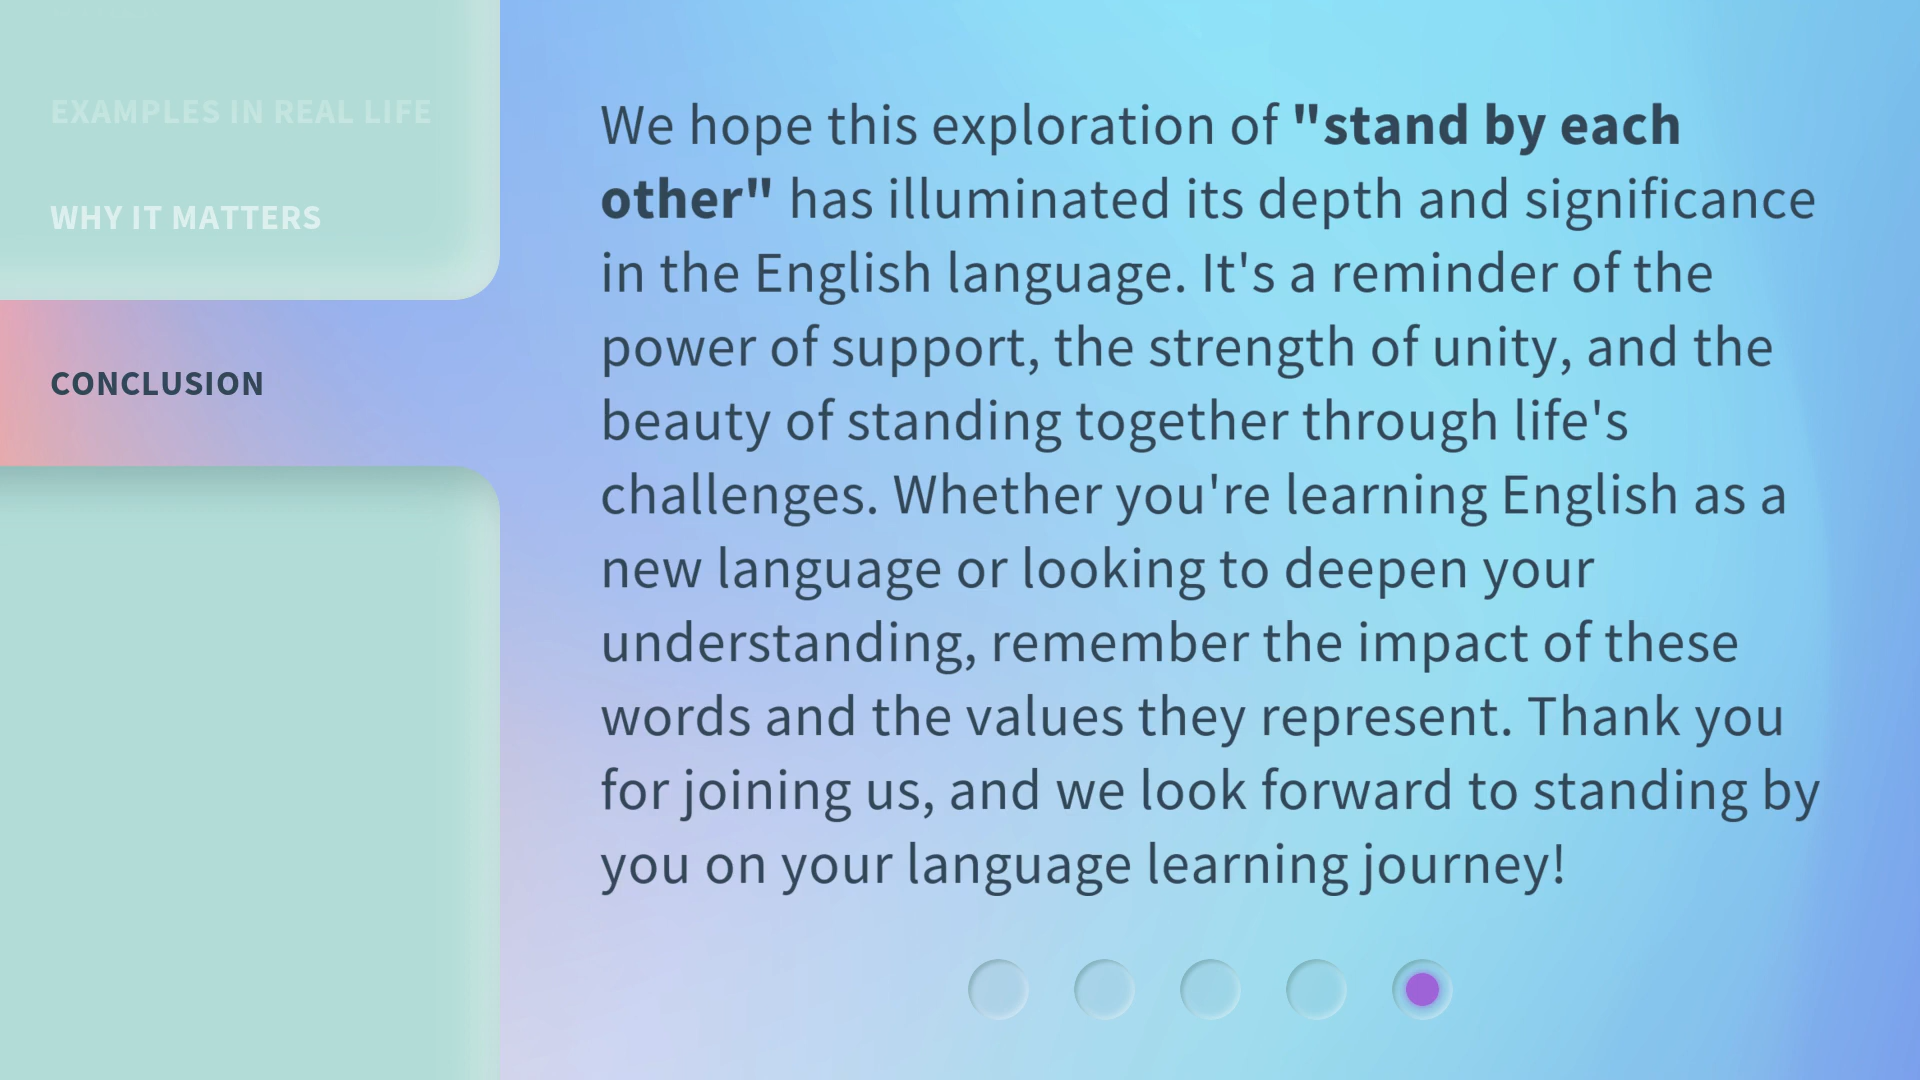 EXAMPLES IN REAL LIFE
WHY IT MATTERS
CONCLUSION
We hope this exploration of "stand by each
other" has illuminated its depth and significance
in the English language. It's a reminder of the
power of support, the strength of unity, and the
beauty of standing together through life's
challenges. Whether you're learning English as a
new language or looking to deepen your
understanding, remember the impact of these
words and the values they represent. Thank you
for joining us, and we look forward to standing by
you on your language learning journey!